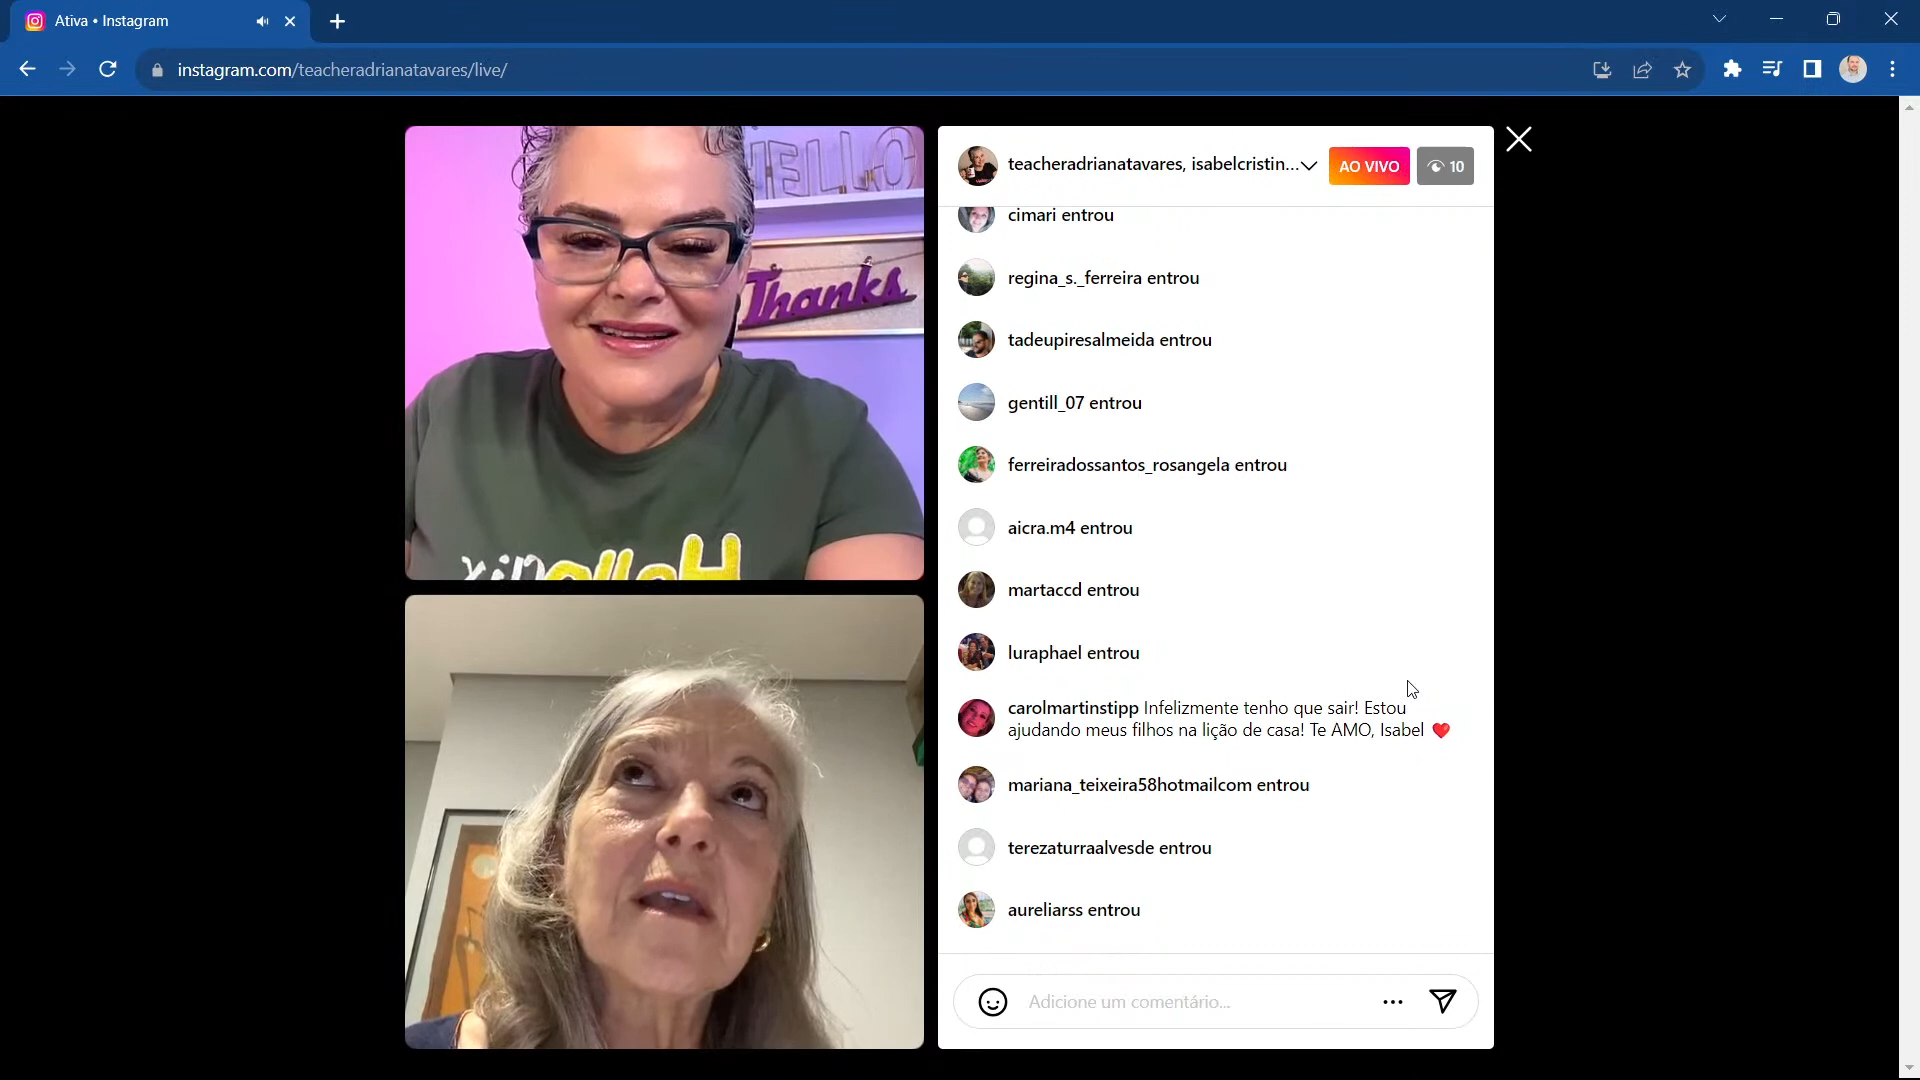 Ativa • Instagram
instagram.com/teacheradrianatavares/live/
HELLO
Thanks
teacheradrianatavares, isabelcristin...
AO VIVO
10
cimari entrou
regina_s._ferreira entrou
tadeupiresalmeida entrou
gentill_07 entrou
ferreiradossantos_rosangela entrou
aicra.m4 entrou
martaccd entrou
luraphael entrou
carolmartinstipp Infelizmente tenho que sair! Estou
ajudando meus filhos na lição de casa! Te AMO, Isabel ❤️
mariana_teixeira58hotmailcom entrou
terezaturraalvesde entrou
aureliarss entrou
Adicione um comentário...